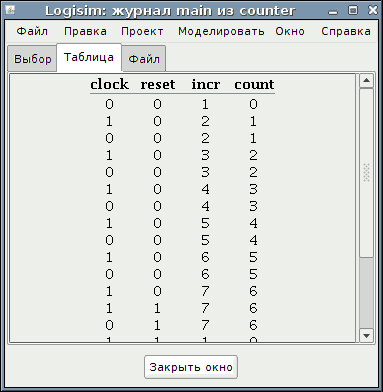 Logisim: журнал main из counter
Файл Правка Проект Моделировать Окно Справка
Выбор Таблица Файл
clock reset incr count
0 0 1 0
1 0 2 1
0 0 2 1
1 0 3 2
0 0 3 2
1 0 4 3
0 0 4 3
1 0 5 4
0 0 5 4
1 0 6 5
0 0 6 5
1 0 7 6
1 1 7 6
0 1 7 6
1 1 1 0
Закрыть окно